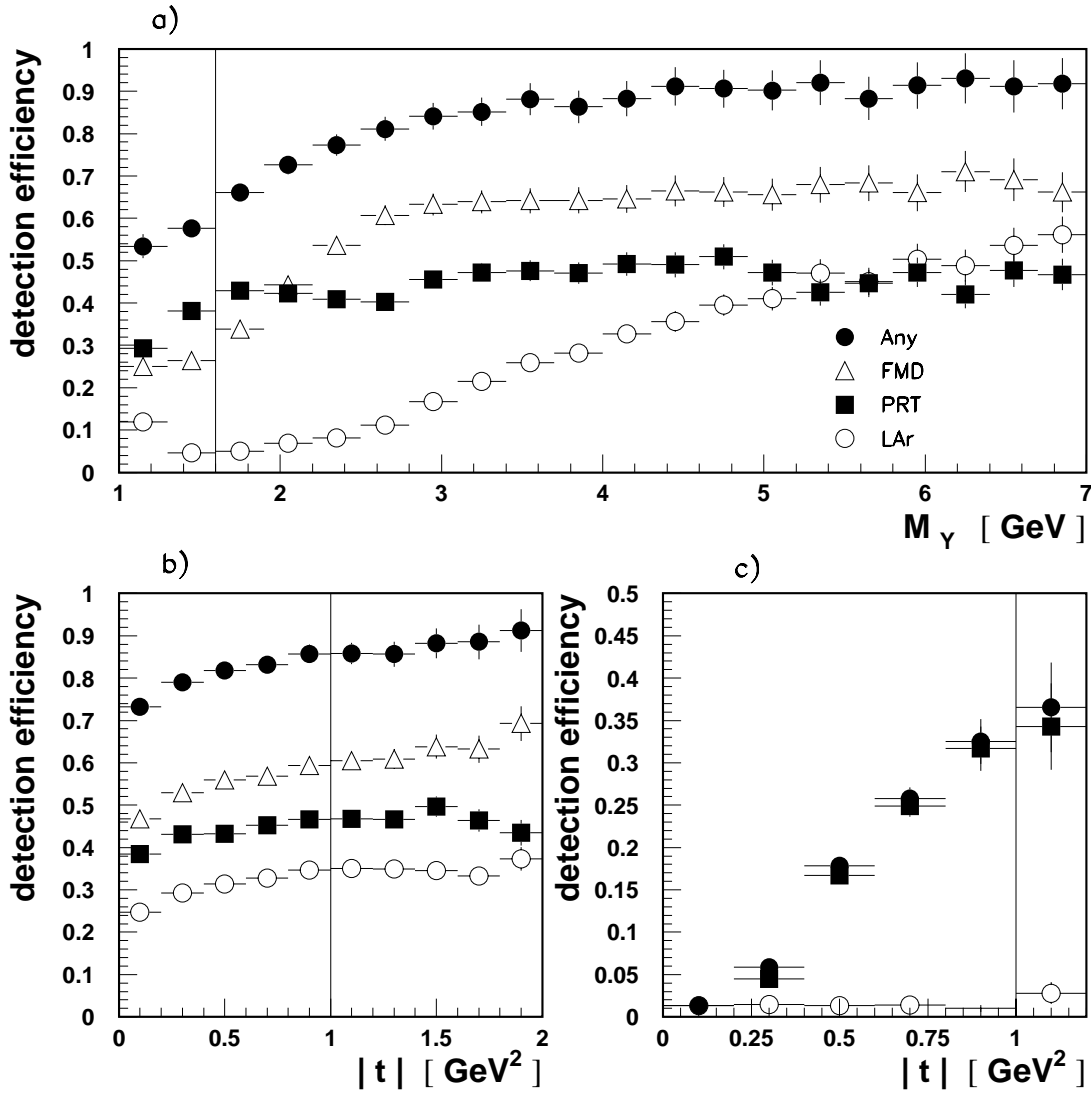 a)
detection efficiency
1
0.9
0.8
0.7
0.6
0.5
0.4
0.3
0.2
0.1
0
Any
FMD
PRT
LAr
1 2 3 4 5 6 7
M Y [ GeV ]
b)
detection efficiency
1
0.9
0.8
0.7
0.6
0.5
0.4
0.3
0.2
0.1
0
0 0.5 1 1.5 2
| t | [ GeV² ]
c)
detection efficiency
0.5
0.45
0.4
0.35
0.3
0.25
0.2
0.15
0.1
0.05
0
0 0.25 0.5 0.75 1
| t | [ GeV² ]